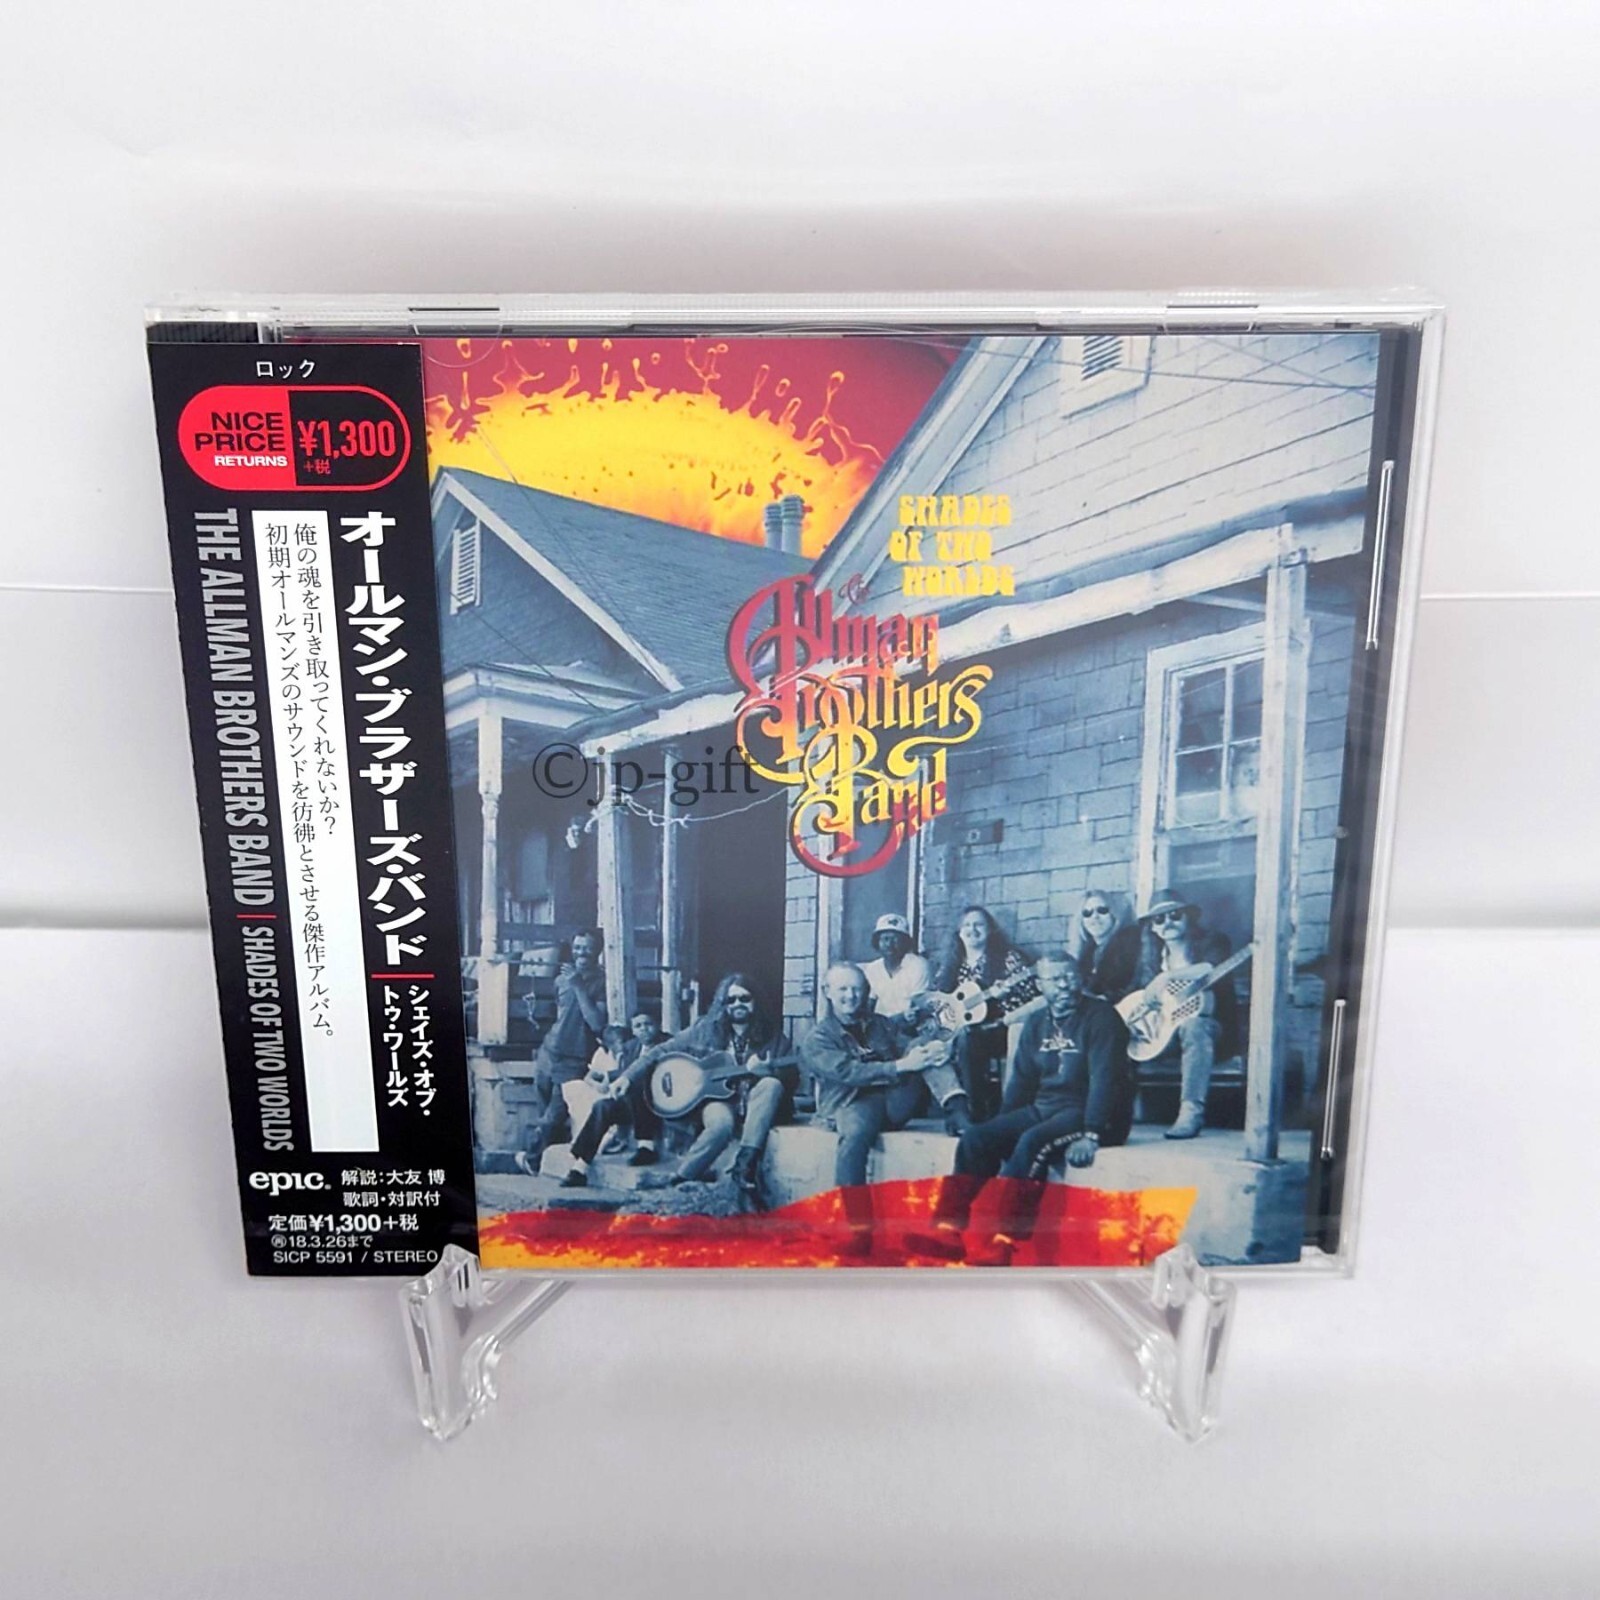 ロック
NICE
PRICE
RETURNS
¥1,300
+税
オールマン・ブラザーズ・バンド
シェイズ・オブ・
トゥ・ワールズ
俺の魂を引き取ってくれないか?
初期オールマンズのサウンドを彷彿とさせる傑作アルバム。
THE ALLMAN BROTHERS BAND | SHADES OF TWO WORLDS
epic.
解説:大友 博
歌詞・対訳付
定価¥1,300+税
㋐18.3.26まで
SICP 5591 / STEREO
SHADES
OF TWO
WORLDS
The
Allman
Brothers
Band
©jp-gift